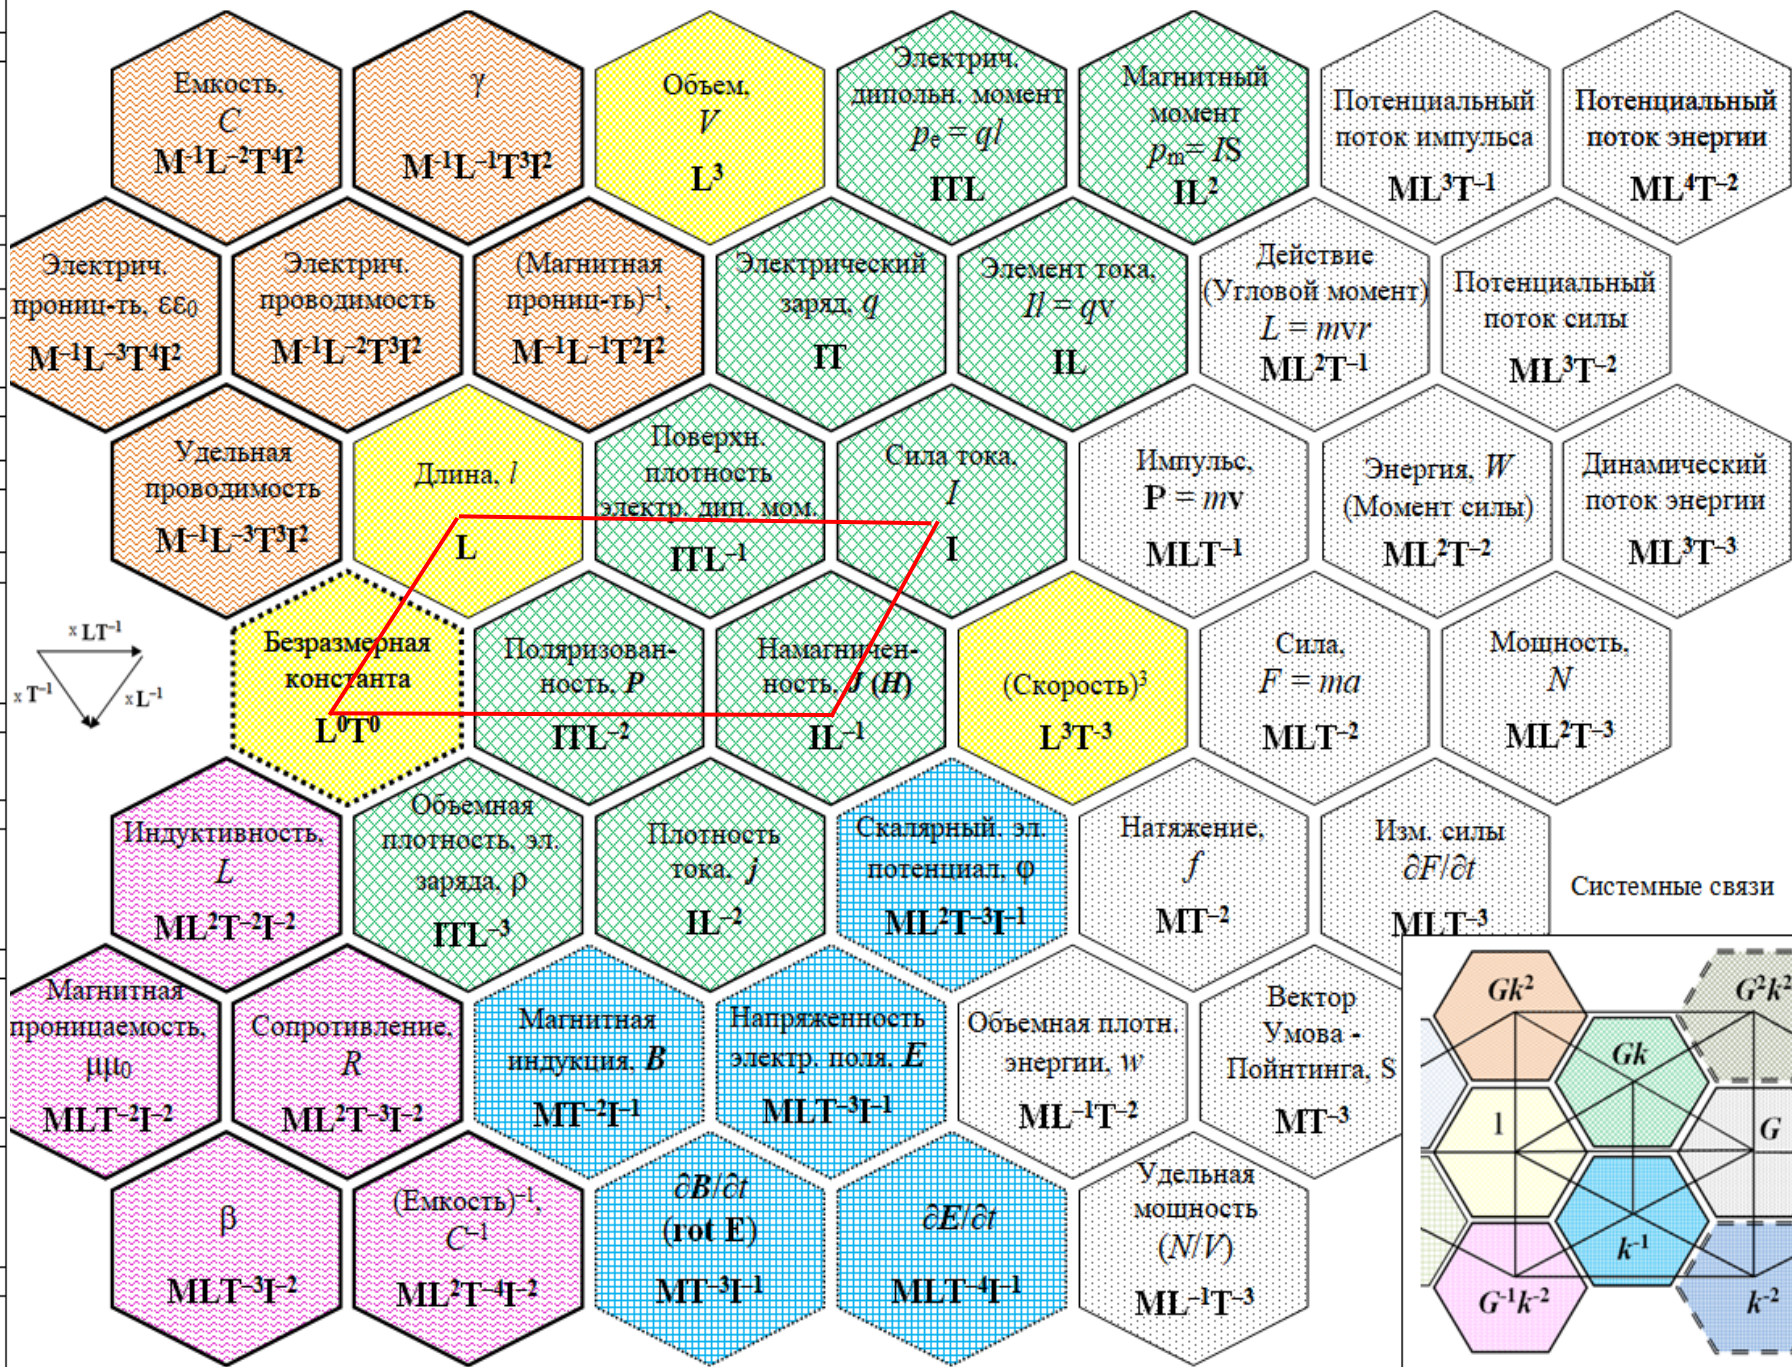 Емкость,
C
M⁻¹L⁻²T⁴I²
γ
M⁻¹L⁻¹T³I²
Объем,
V
L³
Электрич.
дипольн. момент
pₑ = ql
ITL
Магнитный
момент
pₘ= IS
IL²
Потенциальный
поток импульса
ML³T⁻¹
Потенциальный
поток энергии
ML⁴T⁻²
Электрич.
прониц-ть, εε₀
M⁻¹L⁻³T⁴I²
Электрич.
проводимость
M⁻¹L⁻²T³I²
(Магнитная
прониц-ть)⁻¹,
M⁻¹L⁻¹T²I²
Электрический
заряд, q
IT
Элемент тока,
Il = qv
IL
Действие
(Угловой момент)
L = mvr
ML²T⁻¹
Потенциальный
поток силы
ML³T⁻²
Удельная
проводимость
M⁻¹L⁻³T³I²
Длина, l
L
Поверхн.
плотность
электр. дип. мом.
ITL⁻¹
Сила тока,
I
I
Импульс,
P = mv
MLT⁻¹
Энергия, W
(Момент силы)
ML²T⁻²
Динамический
поток энергии
ML³T⁻³
x LT⁻¹
x T⁻¹
x L⁻¹
Безразмерная
константа
L⁰T⁰
Поляризован-
ность, P
ITL⁻²
Намагничен-
ность, J (H)
IL⁻¹
(Скорость)³
L³T⁻³
Сила,
F = ma
MLT⁻²
Мощность,
N
ML²T⁻³
Индуктивность,
L
ML²T⁻²I⁻²
Объемная
плотность, эл.
заряда, ρ
ITL⁻³
Плотность
тока, j
IL⁻²
Скалярный. эл.
потенциал, φ
ML²T⁻³I⁻¹
Натяжение,
f
MT⁻²
Изм. силы
∂F/∂t
MLT⁻³
Системные связи
Магнитная
проницаемость,
μμ₀
MLT⁻²I⁻²
Сопротивление,
R
ML²T⁻³I⁻²
Магнитная
индукция, B
MT⁻²I⁻¹
Напряженность
электр. поля, E
MLT⁻³I⁻¹
Объемная плотн.
энергии, w
ML⁻¹T⁻²
Вектор
Умова -
Пойнтинга, S
MT⁻³
β
MLT⁻³I⁻²
(Емкость)⁻¹,
C⁻¹
ML²T⁻⁴I⁻²
∂B/∂t
(rot E)
MT⁻³I⁻¹
∂E/∂t
MLT⁻⁴I⁻¹
Удельная
мощность
(N/V)
ML⁻¹T⁻³
Gk²
G²k²
Gk
1
G
k⁻¹
G⁻¹k⁻²
k⁻²